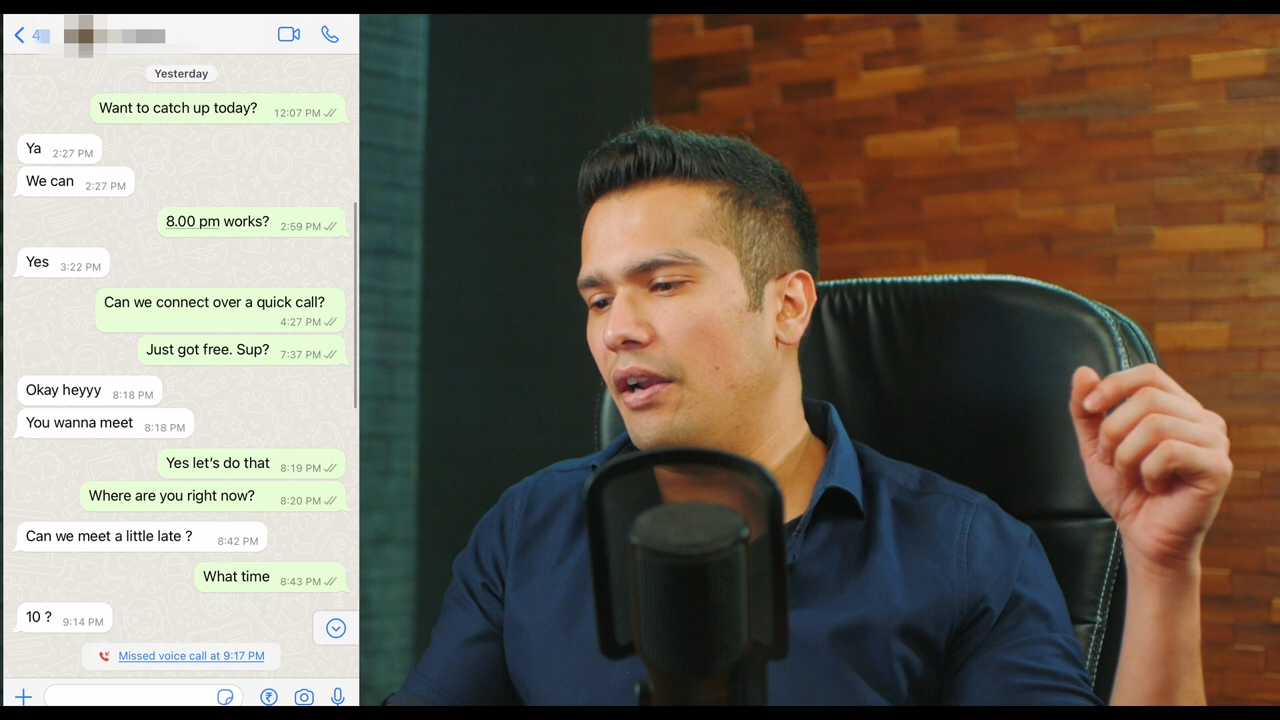 4
Yesterday
Want to catch up today? 12:07 PM
Ya 2:27 PM
We can 2:27 PM
8.00 pm works? 2:59 PM
Yes 3:22 PM
Can we connect over a quick call?
4:27 PM
Just got free. Sup? 7:37 PM
Okay heyyy 8:18 PM
You wanna meet 8:18 PM
Yes let's do that 8:19 PM
Where are you right now? 8:20 PM
Can we meet a little late ? 8:42 PM
What time 8:43 PM
10 ? 9:14 PM
Missed voice call at 9:17 PM